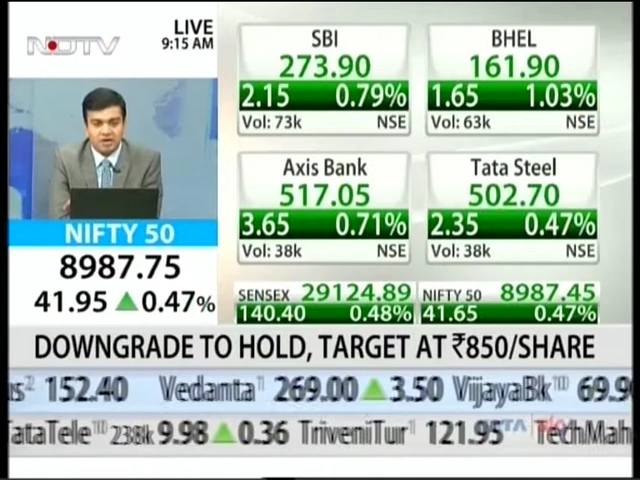 NDTV
LIVE
9:15 AM
SBI
273.90
2.15 0.79%
Vol: 73k NSE
BHEL
161.90
1.65 1.03%
Vol: 63k NSE
Axis Bank
517.05
3.65 0.71%
Vol: 38k NSE
Tata Steel
502.70
2.35 0.47%
Vol: 38k NSE
NIFTY 50
8987.75
41.95 ▲0.47%
SENSEX 29124.89
140.40 0.48%
NIFTY 50 8987.45
41.65 0.47%
DOWNGRADE TO HOLD, TARGET AT ₹850/SHARE
152.40 Vedanta 269.00 ▲ 3.50 VijayaBk 69.9
TataTele 238k 9.98 ▲ 0.36 TriveniTur 121.95 TechMah